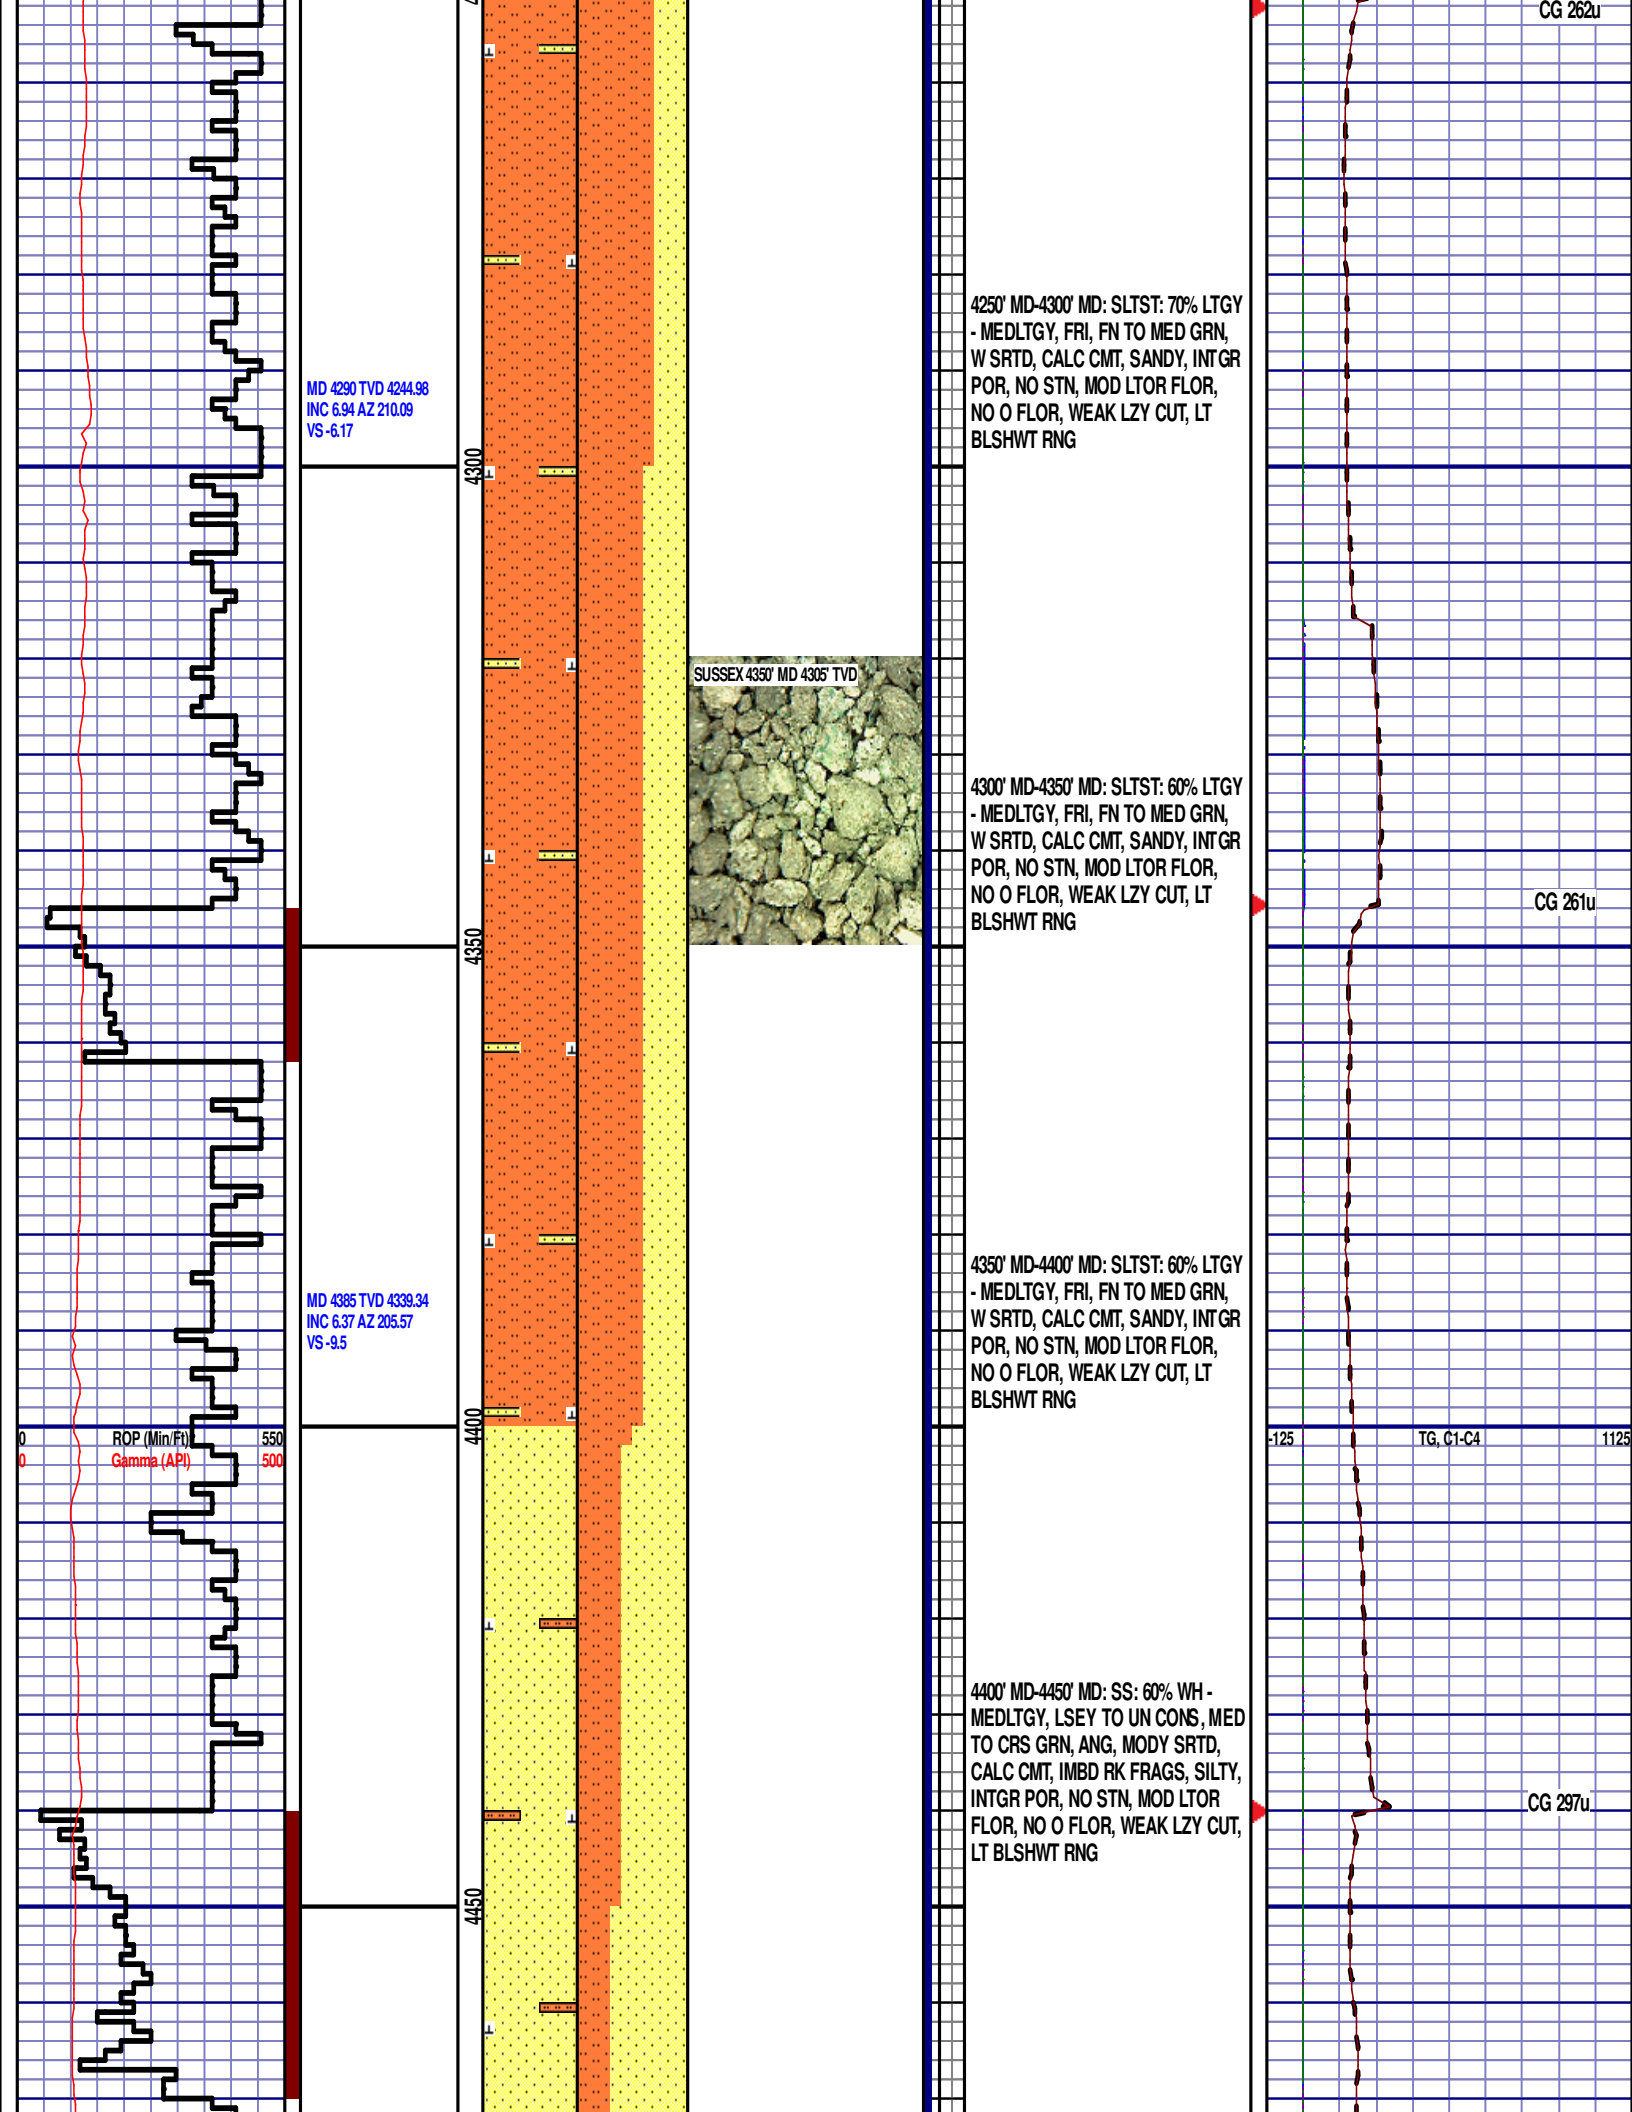 CG 262u
4250' MD-4300' MD: SLTST: 70% LTGY
- MEDLTGY, FRI, FN TO MED GRN,
W SRTD, CALC CMT, SANDY, INTGR
POR, NO STN, MOD LTOR FLOR,
NO O FLOR, WEAK LZY CUT, LT
BLSHWT RNG
MD 4290 TVD 4244.98
INC 6.94 AZ 210.09
VS -6.17
4300
SUSSEX 4350' MD 4305' TVD
4300' MD-4350' MD: SLTST: 60% LTGY
- MEDLTGY, FRI, FN TO MED GRN,
W SRTD, CALC CMT, SANDY, INTGR
POR, NO STN, MOD LTOR FLOR,
NO O FLOR, WEAK LZY CUT, LT
BLSHWT RNG
CG 261u
4350
4350' MD-4400' MD: SLTST: 60% LTGY
- MEDLTGY, FRI, FN TO MED GRN,
W SRTD, CALC CMT, SANDY, INTGR
POR, NO STN, MOD LTOR FLOR,
NO O FLOR, WEAK LZY CUT, LT
BLSHWT RNG
MD 4385 TVD 4339.34
INC 6.37 AZ 205.57
VS -9.5
4400
0 ROP (Min/Ft) 550
0 Gamma (API) 500
-125 TG, C1-C4 1125
4400' MD-4450' MD: SS: 60% WH -
MEDLTGY, LSEY TO UN CONS, MED
TO CRS GRN, ANG, MODY SRTD,
CALC CMT, IMBD RK FRAGS, SILTY,
INTGR POR, NO STN, MOD LTOR
FLOR, NO O FLOR, WEAK LZY CUT,
LT BLSHWT RNG
CG 297u
4450